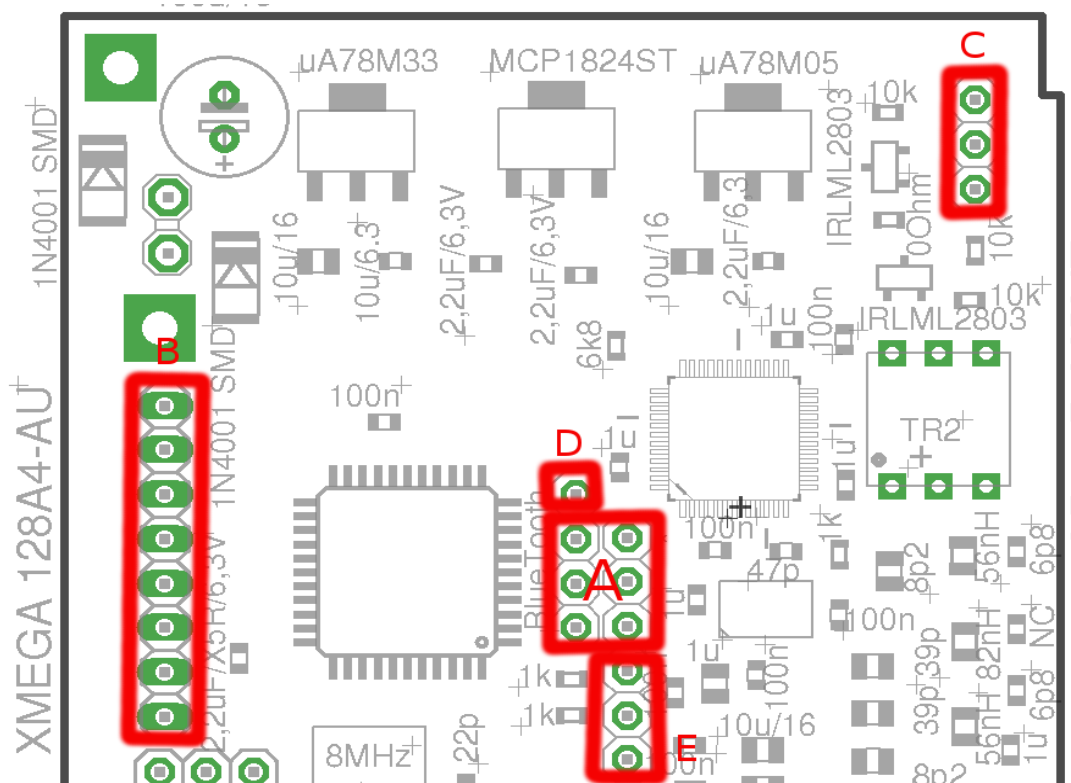 µA78M33
MCP1824ST
µA78M05
C
10k
1N4001 SMD
IRLML2803
0Ohm
10k
10u/16
10u/6.3
2,2uF/6,3V
2,2uF/6,3V
10u/16
2,2uF/6,3
10k
1u
100n
IRLML2803
6k8
B
1N4001 SMD
100n
XMEGA 128A4-AU
D
1u
TR2
1u
BlueTooth
100n
1k
56nH
6p8
8p2
A
47p
1u
100n
2,2uF/X5R/6,3V
1u
100n
39p
82nH
NC
1k
1k
39p
6p8
10u/16
56nH
1u
E
100n
8MHz
22p
8p2